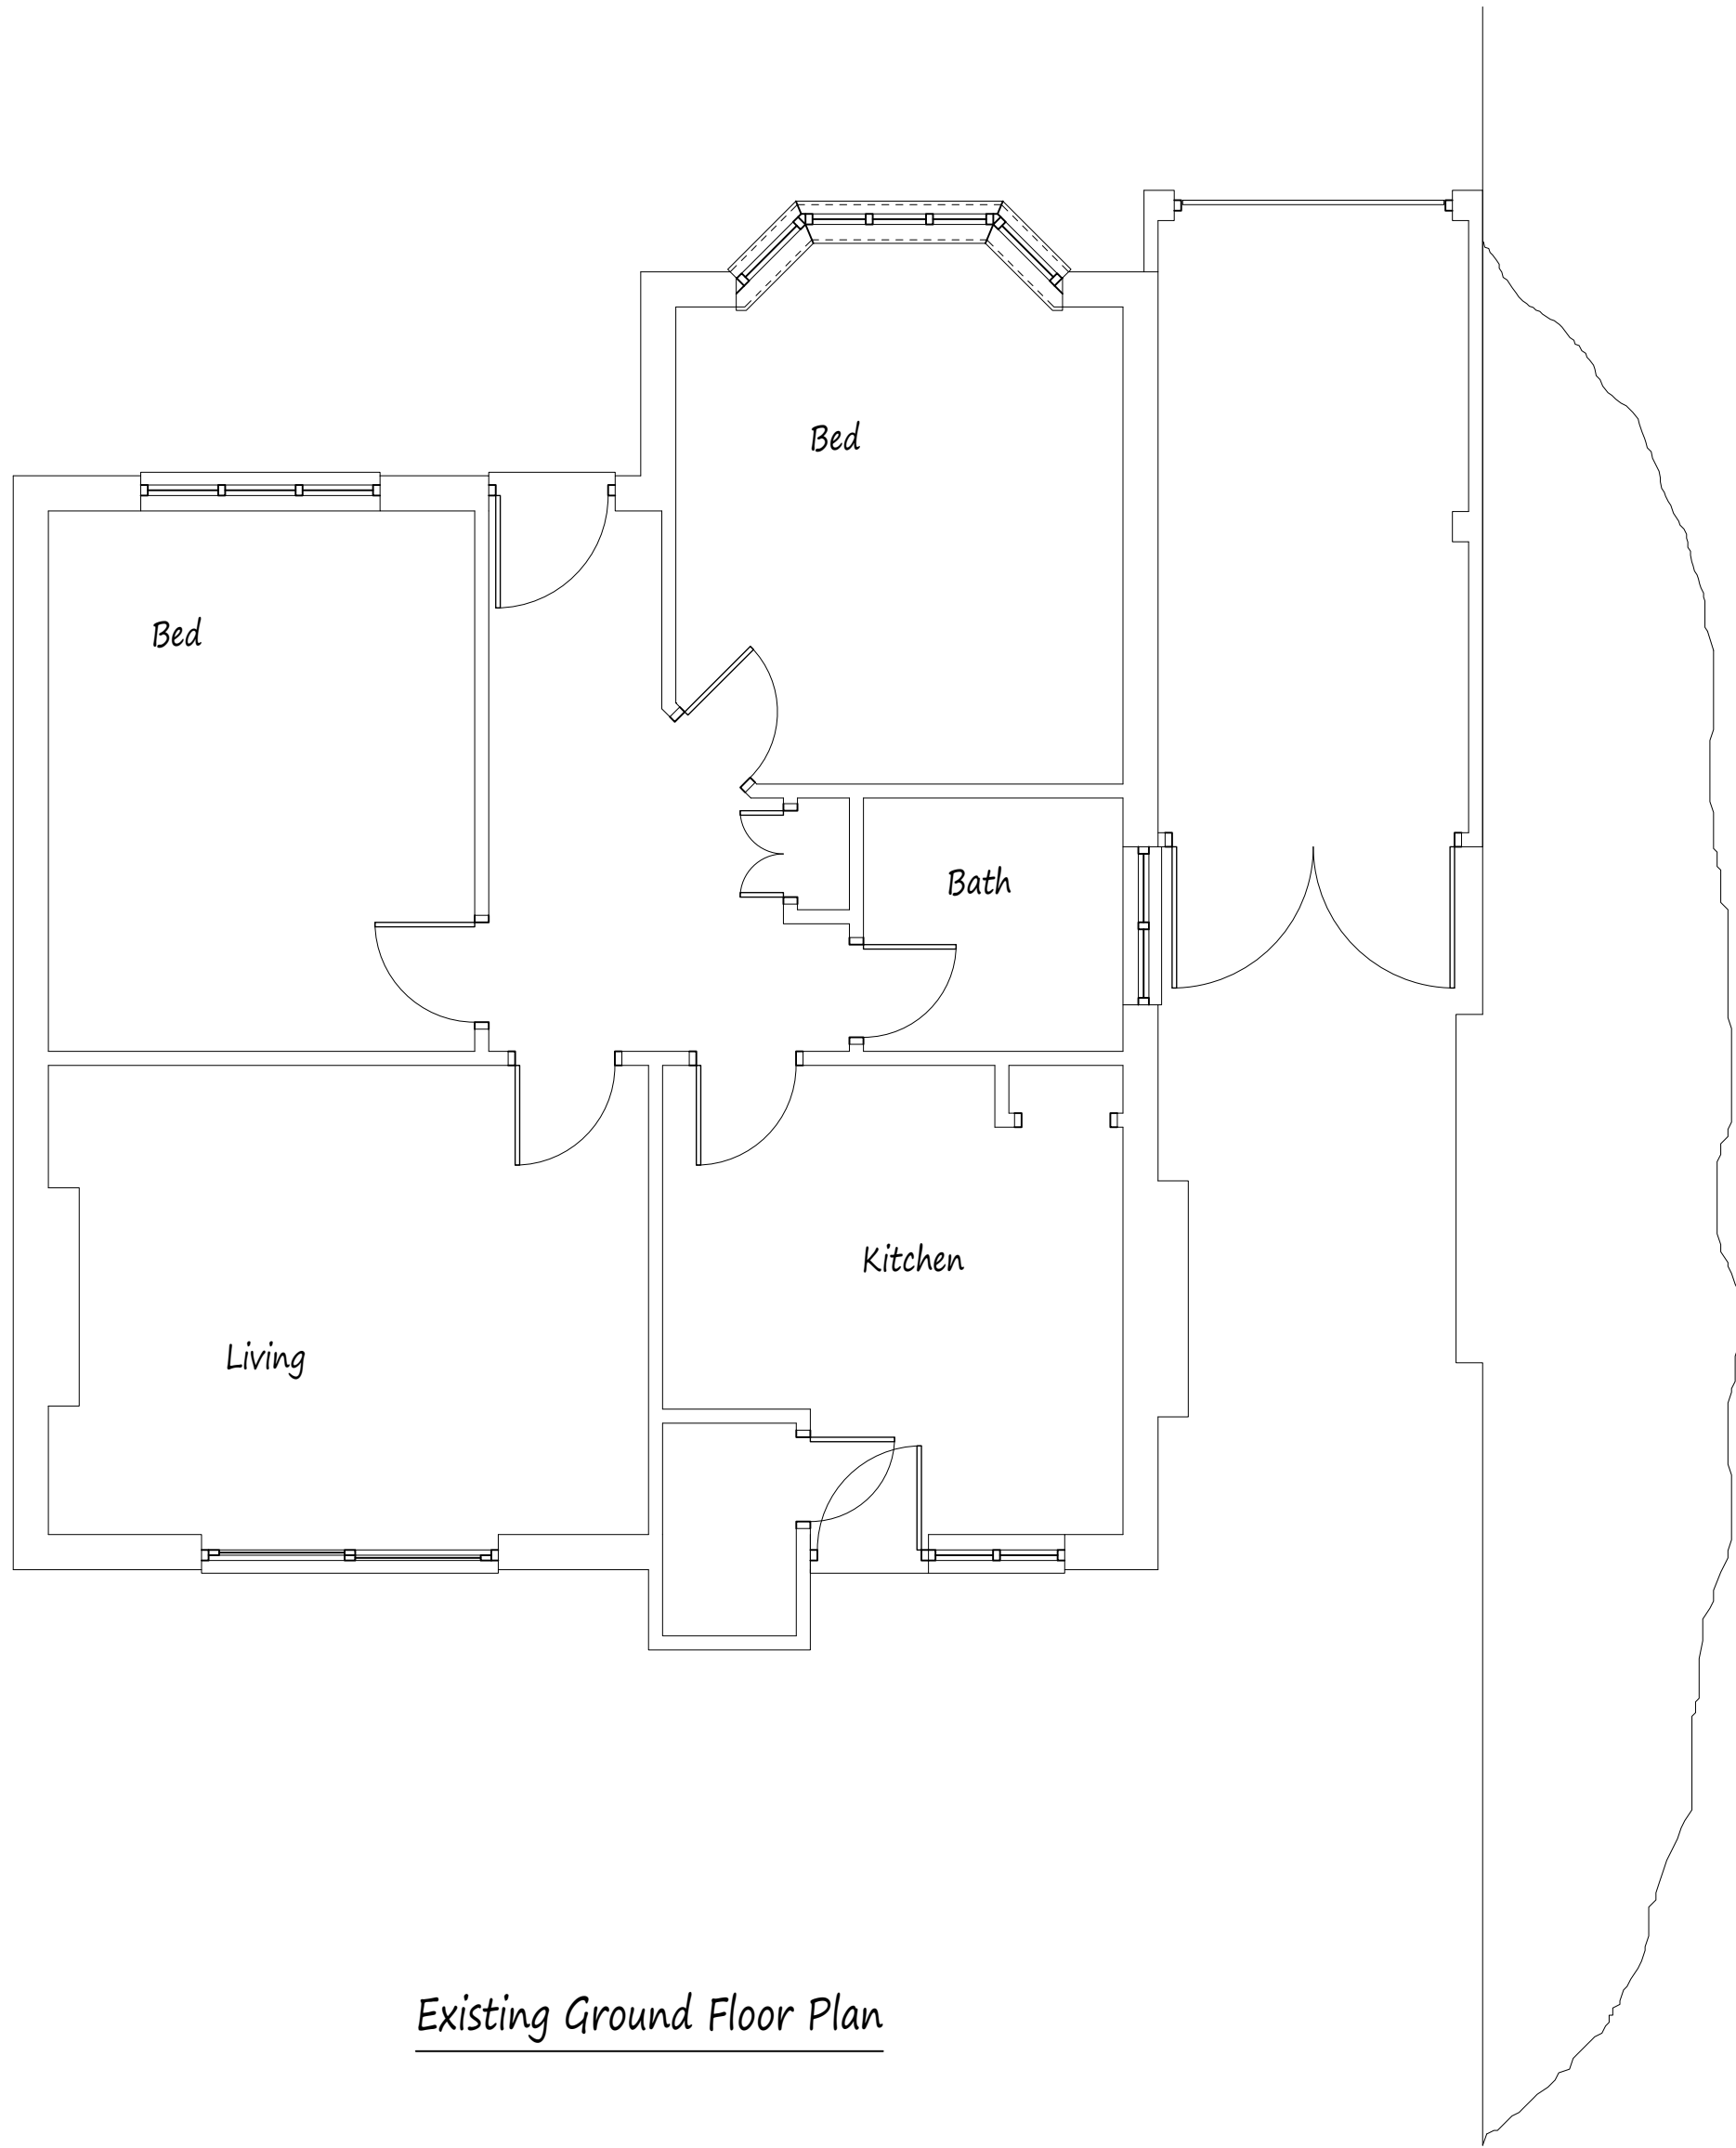 Bed
Bed
Bath
Kitchen
Living
Existing Ground Floor Plan